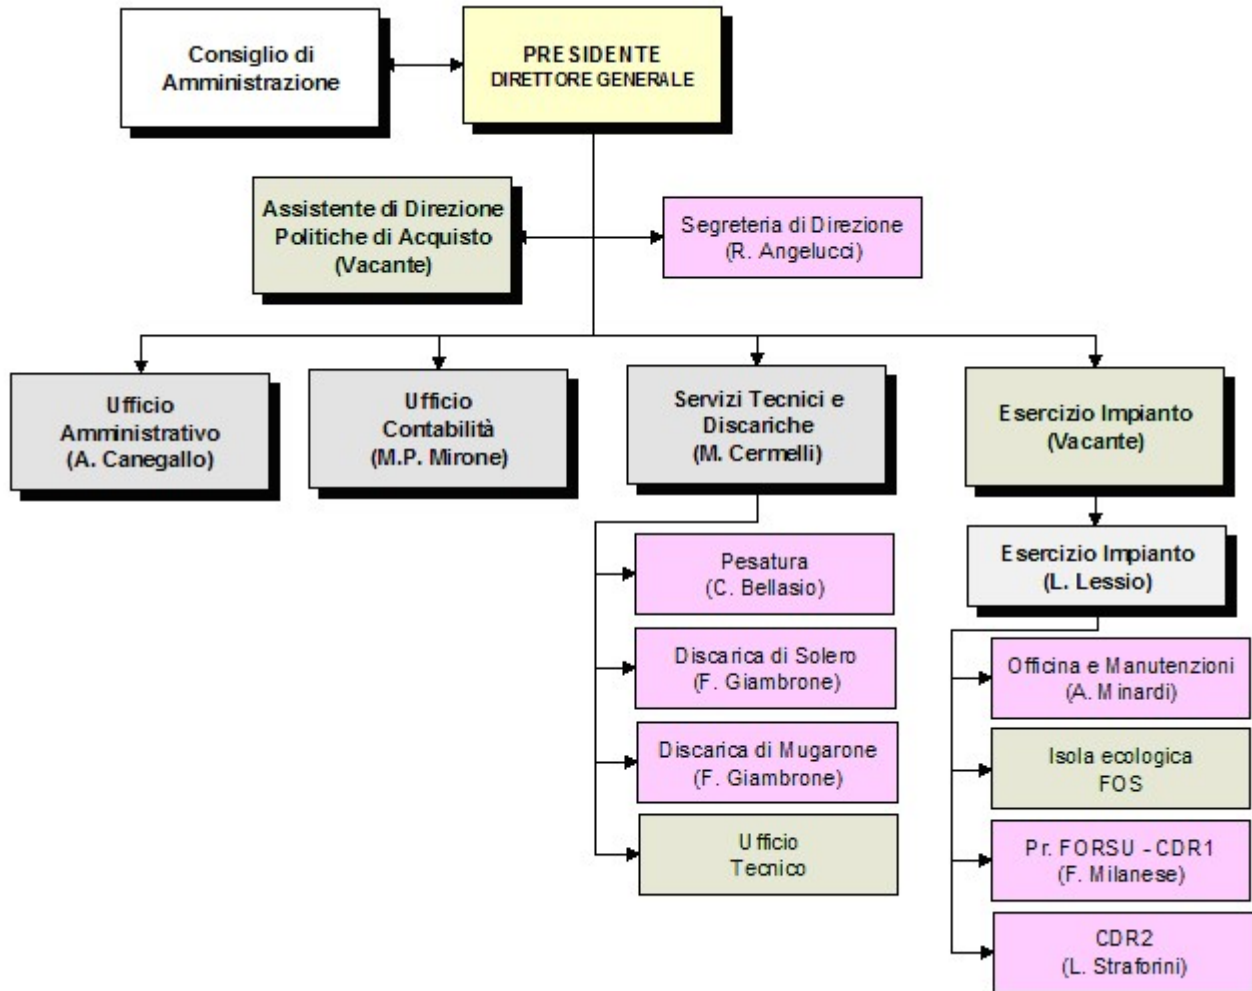 Consiglio di
Amministrazione
PRESIDENTE
DIRETTORE GENERALE
Assistente di Direzione
Politiche di Acquisto
(Vacante)
Segreteria di Direzione
(R. Angelucci)
Ufficio
Amministrativo
(A. Canegallo)
Ufficio
Contabilità
(M.P. Mirone)
Servizi Tecnici e
Discariche
(M. Cermelli)
Esercizio Impianto
(Vacante)
Pesatura
(C. Bellasio)
Discarica di Solero
(F. Giambrone)
Discarica di Mugarone
(F. Giambrone)
Ufficio
Tecnico
Esercizio Impianto
(L. Lessio)
Officina e Manutenzioni
(A. Minardi)
Isola ecologica
FOS
Pr. FORSU - CDR1
(F. Milanese)
CDR2
(L. Straforini)